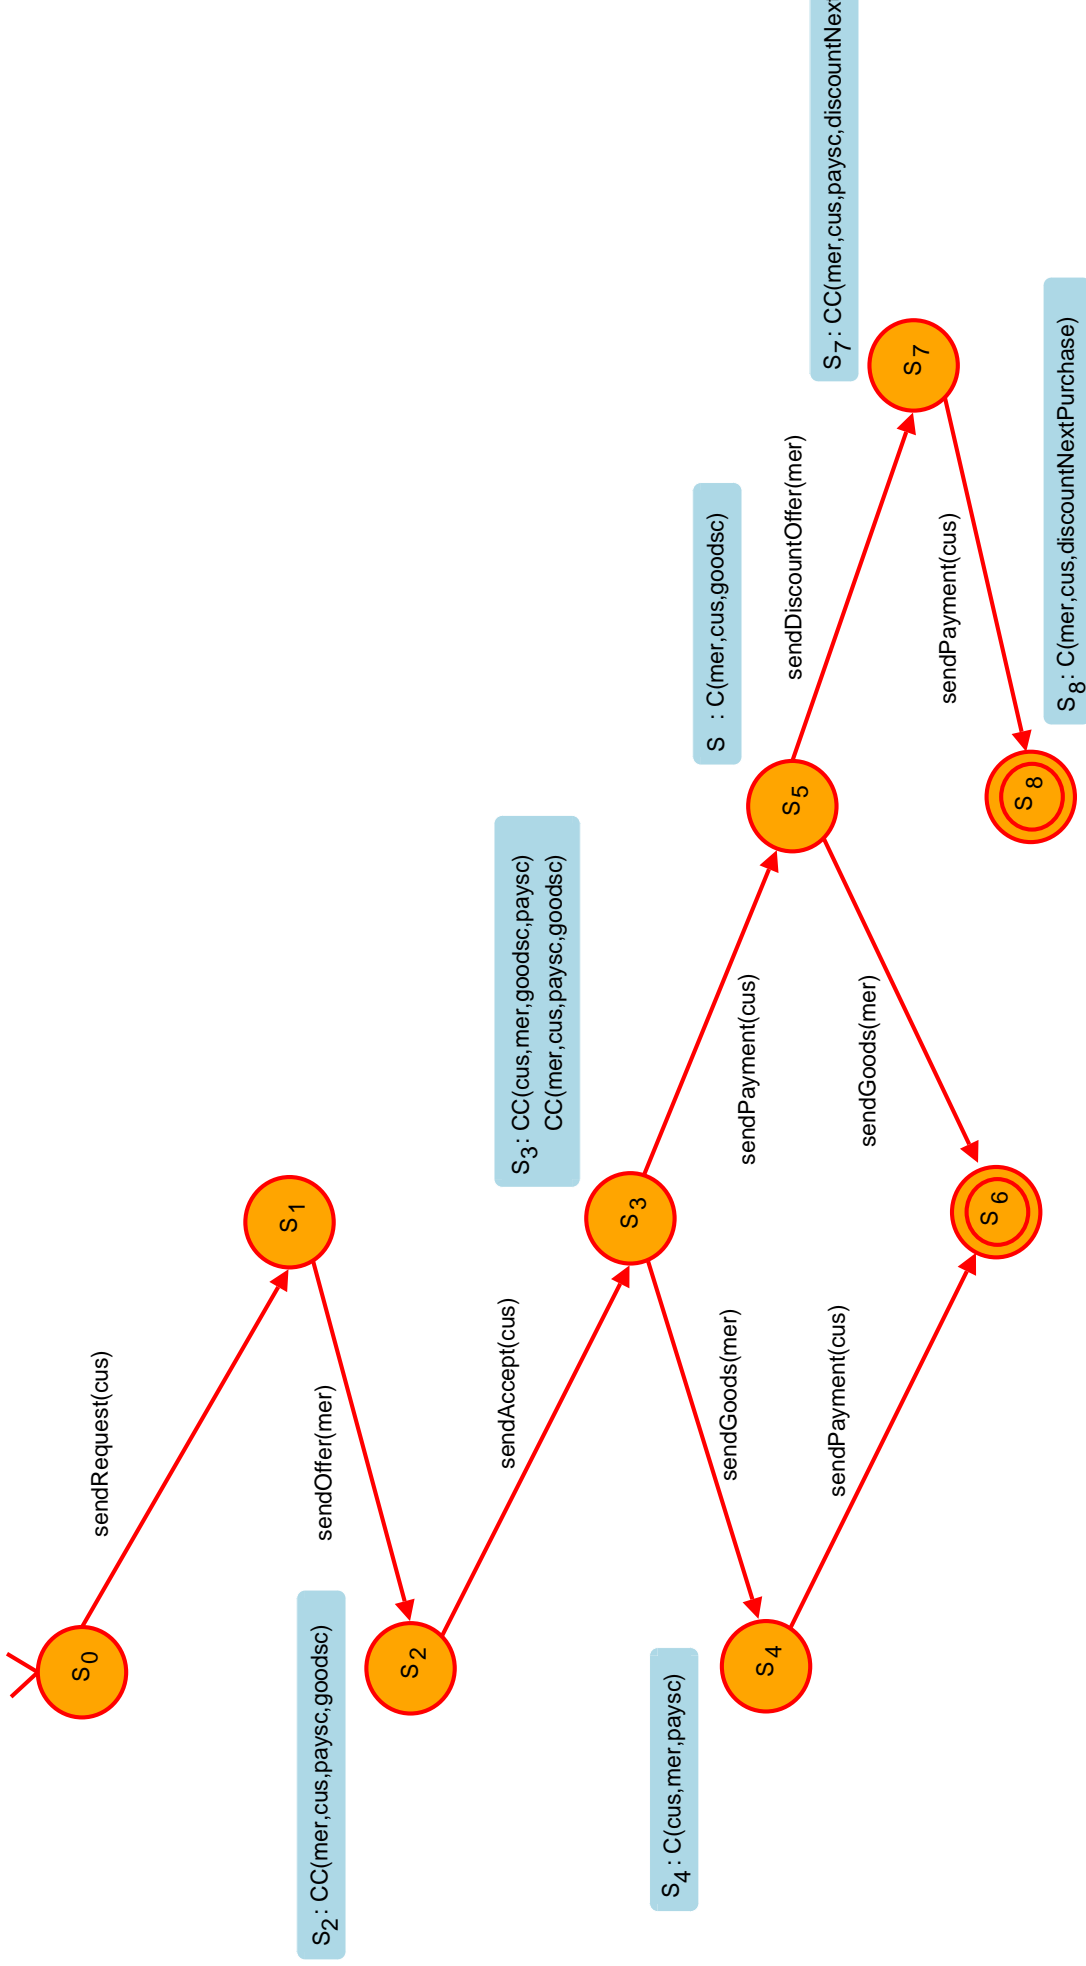 sendRequest(cus)
S0
S1
sendOffer(mer)
S2 : CC(mer,cus,paysc,goodsc)
S2
sendAccept(cus)
S3 : CC(cus,mer,goodsc,paysc)
CC(mer,cus,paysc,goodsc)
S3
sendGoods(mer)
sendPayment(cus)
S4 : C(cus,mer,paysc)
S4
S : C(mer,cus,goodsc)
S5
sendPayment(cus)
sendGoods(mer)
S6
sendDiscountOffer(mer)
S7 : CC(mer,cus,paysc,discountNex
S7
sendPayment(cus)
S8
S8 : C(mer,cus,discountNextPurchase)